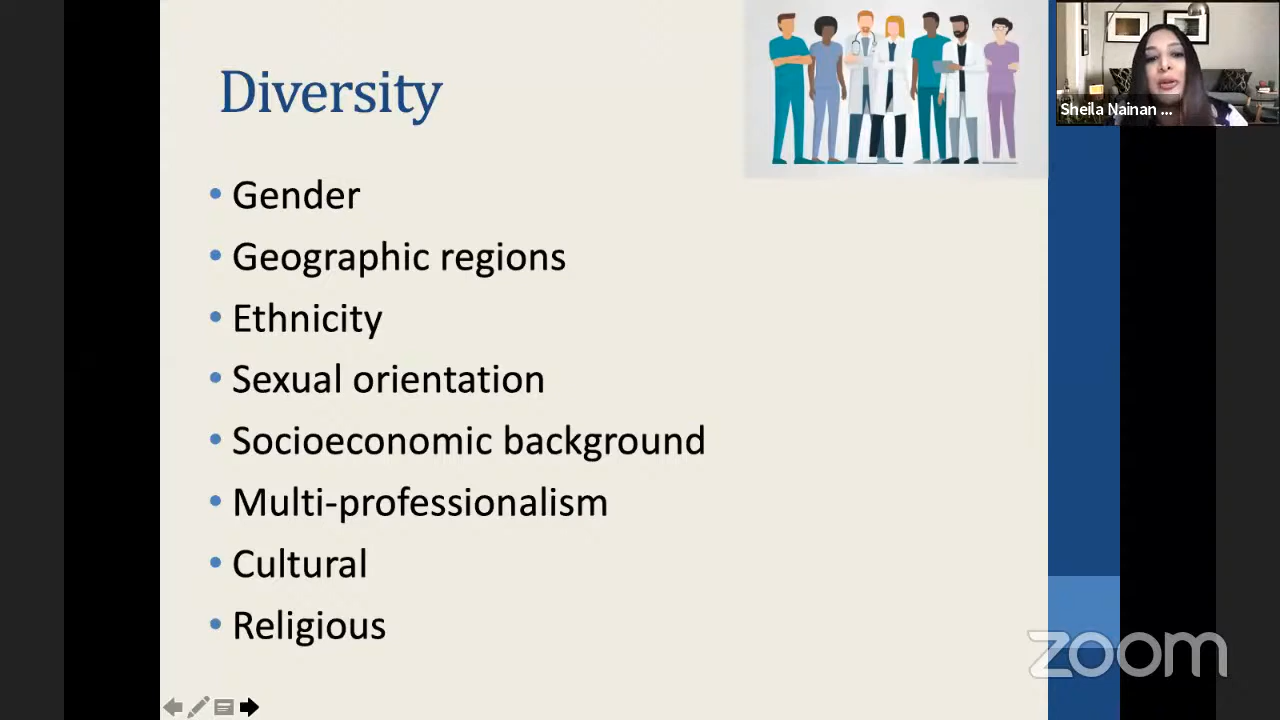 Diversity
Sheila Nainan ...
• Gender
• Geographic regions
• Ethnicity
• Sexual orientation
• Socioeconomic background
• Multi-professionalism
• Cultural
• Religious
zoom